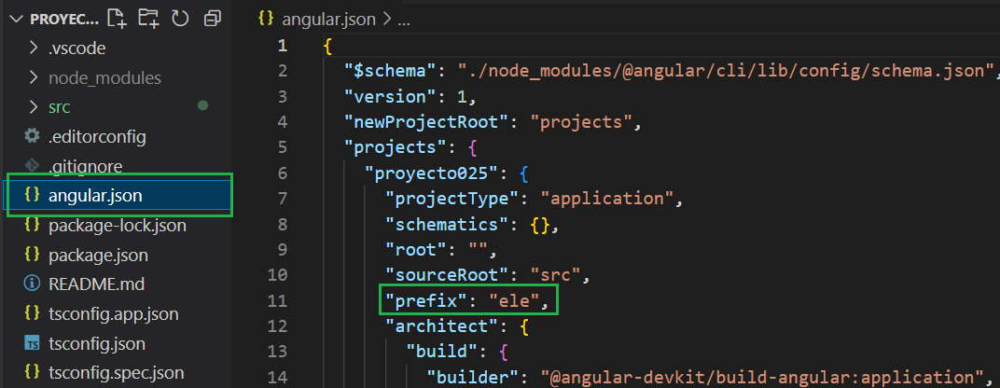 PROYEC...
.vscode
node_modules
src
.editorconfig
.gitignore
{} angular.json
{} package-lock.json
{} package.json
README.md
{} tsconfig.app.json
TS tsconfig.json
{} tsconfig.spec.json
{} angular.json > ...
1 {
2 "$schema": "./node_modules/@angular/cli/lib/config/schema.json",
3 "version": 1,
4 "newProjectRoot": "projects",
5 "projects": {
6 "proyecto025": {
7 "projectType": "application",
8 "schematics": {},
9 "root": "",
10 "sourceRoot": "src",
11 "prefix": "ele",
12 "architect": {
13 "build": {
14 "builder": "@angular-devkit/build-angular:application",